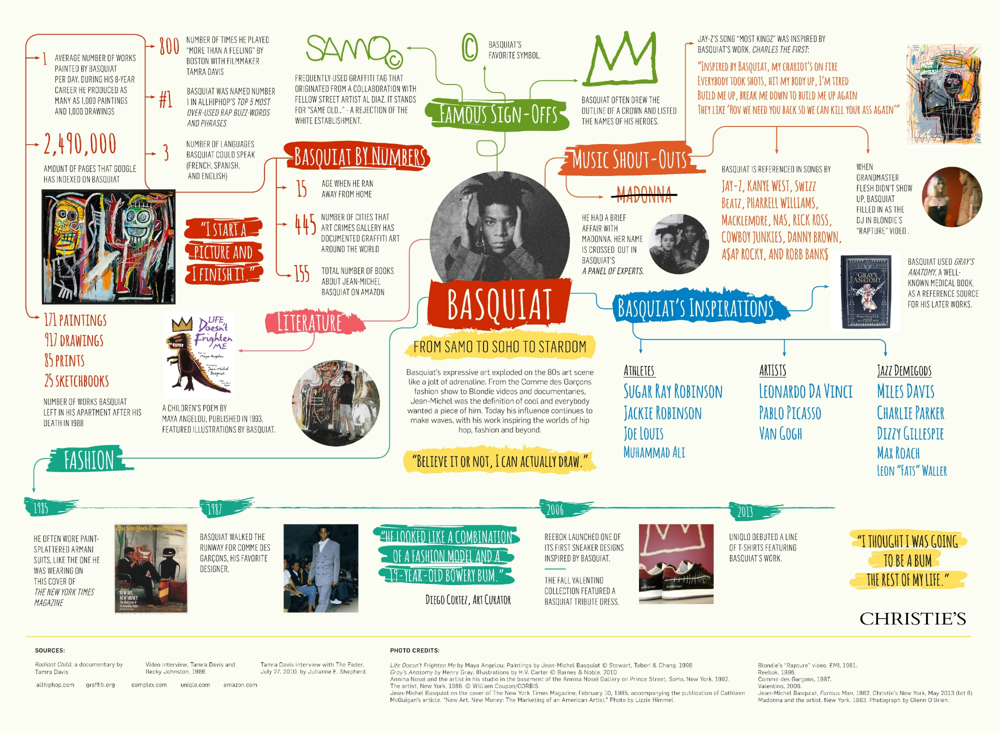 1
AVERAGE NUMBER OF WORKS
PAINTED BY BASQUIAT
PER DAY. DURING HIS 8-YEAR
CAREER HE PRODUCED AS
MANY AS 1,000 PAINTINGS
AND 1,000 DRAWINGS
2,490,000
AMOUNT OF PAGES THAT GOOGLE
HAS INDEXED ON BASQUIAT
171 PAINTINGS
917 DRAWINGS
85 PRINTS
25 SKETCHBOOKS
NUMBER OF WORKS BASQUIAT
LEFT IN HIS APARTMENT AFTER HIS
DEATH IN 1988
800
NUMBER OF TIMES HE PLAYED
"MORE THAN A FEELING" BY
BOSTON WITH FILMMAKER
TAMRA DAVIS
#1
BASQUIAT WAS NAMED NUMBER
1 IN ALLHIPHOP'S TOP 5 MOST
OVER-USED RAP BUZZ-WORDS
AND PHRASES
3
NUMBER OF LANGUAGES
BASQUIAT COULD SPEAK
(FRENCH, SPANISH,
AND ENGLISH)
"I START A
PICTURE AND
I FINISH IT."
BASQUIAT BY NUMBERS
15
AGE WHEN HE RAN
AWAY FROM HOME
445
NUMBER OF CITIES THAT
ART CRIMES GALLERY HAS
DOCUMENTED GRAFFITI ART
AROUND THE WORLD
155
TOTAL NUMBER OF BOOKS
ABOUT JEAN-MICHEL
BASQUIAT ON AMAZON
SAMO©
FREQUENTLY-USED GRAFFITI TAG THAT
ORIGINATED FROM A COLLABORATION WITH
FELLOW STREET ARTIST AL DIAZ. IT STANDS
FOR "SAME OLD..." - A REJECTION OF THE
WHITE ESTABLISHMENT.
©
BASQUIAT'S
FAVORITE SYMBOL.
FAMOUS SIGN-OFFS
BASQUIAT OFTEN DREW THE
OUTLINE OF A CROWN AND LISTED
THE NAMES OF HIS HEROES.
MUSIC SHOUT-OUTS
JAY-Z'S SONG "MOST KINGZ" WAS INSPIRED BY
BASQUIAT'S WORK, CHARLES THE FIRST:
"INSPIRED BY BASQUIAT, MY CHARIOT'S ON FIRE
EVERYBODY TOOK SHOTS, HIT MY BODY UP, I'M TIRED
BUILD ME UP, BREAK ME DOWN TO BUILD ME UP AGAIN
THEY LIKE 'HOV WE NEED YOU BACK SO WE CAN KILL YOUR ASS AGAIN'"
MADONNA
HE HAD A BRIEF
AFFAIR WITH
MADONNA. HER NAME
IS CROSSED OUT IN
BASQUIAT'S
A PANEL OF EXPERTS.
BASQUIAT IS REFERENCED IN SONGS BY
JAY-Z, KANYE WEST, SWIZZ
BEATZ, PHARRELL WILLIAMS,
MACKLEMORE, NAS, RICK ROSS,
COWBOY JUNKIES, DANNY BROWN,
A$AP ROCKY, AND ROBB BANK$
WHEN
GRANDMASTER
FLESH DIDN'T SHOW
UP, BASQUIAT
FILLED IN AS THE
DJ IN BLONDIE'S
"RAPTURE" VIDEO.
GRAY'S
ANATOMY
HENRY GRAY F.R.S.
H.V. CARTER, M.D
BASQUIAT USED GRAY'S
ANATOMY, A WELL-
KNOWN MEDICAL BOOK,
AS A REFERENCE SOURCE
FOR HIS LATER WORKS.
BASQUIAT'S INSPIRATIONS
ATHLETES
SUGAR RAY ROBINSON
JACKIE ROBINSON
JOE LOUIS
MUHAMMAD ALI
ARTISTS
LEONARDO DA VINCI
PABLO PICASSO
VAN GOGH
JAZZ DEMIGODS
MILES DAVIS
CHARLIE PARKER
DIZZY GILLESPIE
MAX ROACH
LEON "FATS" WALLER
BASQUIAT
FROM SAMO TO SOHO TO STARDOM
Basquiat's expressive art exploded on the 80s art scene
like a jolt of adrenaline. From the Comme des Garçons
fashion show to Blondie videos and documentaries,
Jean-Michel was the definition of cool and everybody
wanted a piece of him. Today his influence continues to
make waves, with his work inspiring the worlds of hip
hop, fashion and beyond.
"BELIEVE IT OR NOT, I CAN ACTUALLY DRAW."
LITERATURE
LIFE
Doesn't
Frighten
ME
Poem by
Maya Angelou
Paintings by
Jean-Michel
Basquiat
A CHILDREN'S POEM BY
MAYA ANGELOU, PUBLISHED IN 1993,
FEATURED ILLUSTRATIONS BY BASQUIAT.
FASHION
1985
HE OFTEN WORE PAINT-
SPLATTERED ARMANI
SUITS, LIKE THE ONE HE
WAS WEARING ON
THIS COVER OF
THE NEW YORK TIMES
MAGAZINE
The New York Times Magazine
NEW ART,
NEW MONEY
The Marketing of
An American Artist
1987
BASQUIAT WALKED THE
RUNWAY FOR COMME DES
GARÇONS, HIS FAVORITE
DESIGNER.
"HE LOOKED LIKE A COMBINATION
OF A FASHION MODEL AND A
19-YEAR-OLD BOWERY BUM."
DIEGO CORTEZ, ART CURATOR
2006
REEBOK LAUNCHED ONE OF
ITS FIRST SNEAKER DESIGNS
INSPIRED BY BASQUIAT.
THE FALL VALENTINO
COLLECTION FEATURED A
BASQUIAT TRIBUTE DRESS.
BASQUIAT
BASQUIAT
2013
UNIQLO DEBUTED A LINE
OF T-SHIRTS FEATURING
BASQUIAT'S WORK.
"I THOUGHT I WAS GOING
TO BE A BUM
THE REST OF MY LIFE."
CHRISTIE'S
SOURCES:
Radiant Child, a documentary by
Tamra Davis
Video interview, Tamra Davis and
Becky Johnston, 1986
Tamra Davis interview with The Fader,
July 27, 2010, by Julianne E. Shepherd.
allhiphop.com graffiti.org complex.com uniqlo.com amazon.com
PHOTO CREDITS:
Life Doesn't Frighten Me by Maya Angelou; Paintings by Jean-Michel Basquiat © Stewart, Tabori & Chang, 1996
Gray's Anatomy by Henry Gray; Illustrations by H.V. Carter © Barnes & Noble, 2010
Annina Nosei and the artist in his studio in the basement of the Annina Nosei Gallery on Prince Street, SoHo, New York, 1982.
The artist, New York, 1986. © William Coupon/CORBIS
Jean-Michel Basquiat on the cover of The New York Times Magazine, February 10, 1985, accompanying the publication of Cathleen
McGuigan's article, "New Art, New Money: The Marketing of an American Artist." Photo by Lizzie Himmel
Blondie's "Rapture" video. EMI, 1981.
Reebok, 1996.
Comme des Garçons, 1987.
Valentino, 2006.
Jean-Michel Basquiat, Furious Man, 1982. Christie's New York, May 2013 (lot 6)
Madonna and the artist, New York, 1983. Photograph by Glenn O'Brien.